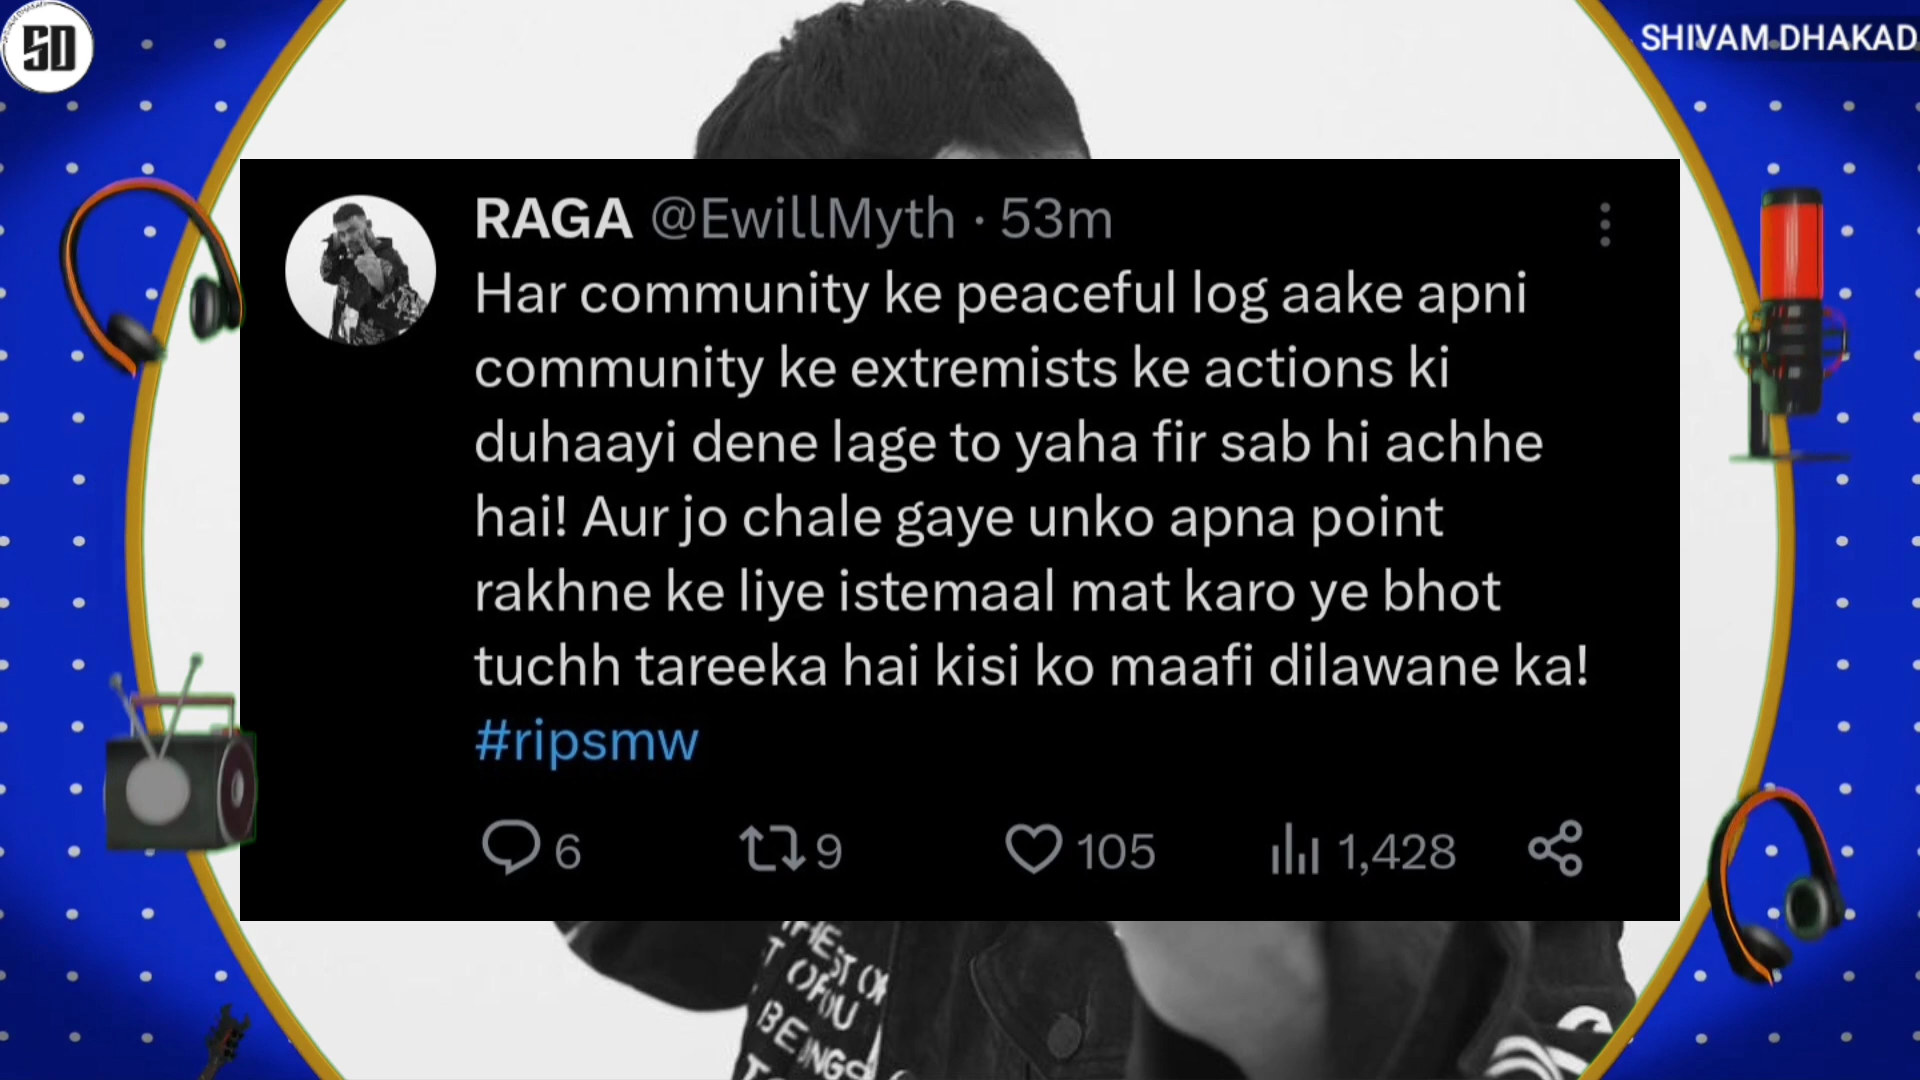 SD
SHIVAM DHAKAD
RAGA @EwillMyth · 53m
Har community ke peaceful log aake apni
community ke extremists ke actions ki
duhaayi dene lage to yaha fir sab hi achhe
hai! Aur jo chale gaye unko apna point
rakhne ke liye istemaal mat karo ye bhot
tuchh tareeka hai kisi ko maafi dilawane ka!
#ripsmw
6 9 105 1,428